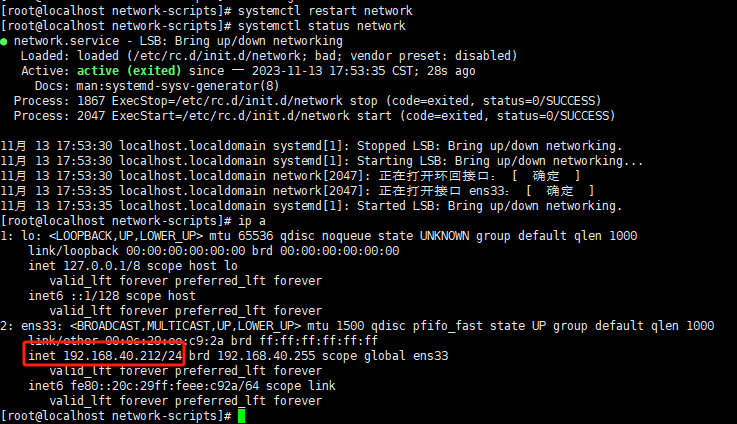 [root@localhost network-scripts]# systemctl restart network
[root@localhost network-scripts]# systemctl status network
● network.service - LSB: Bring up/down networking
   Loaded: loaded (/etc/rc.d/init.d/network; bad; vendor preset: disabled)
   Active: active (exited) since 一 2023-11-13 17:53:35 CST; 28s ago
     Docs: man:systemd-sysv-generator(8)
  Process: 1867 ExecStop=/etc/rc.d/init.d/network stop (code=exited, status=0/SUCCESS)
  Process: 2047 ExecStart=/etc/rc.d/init.d/network start (code=exited, status=0/SUCCESS)
11月 13 17:53:30 localhost.localdomain systemd[1]: Stopped LSB: Bring up/down networking.
11月 13 17:53:30 localhost.localdomain systemd[1]: Starting LSB: Bring up/down networking...
11月 13 17:53:30 localhost.localdomain network[2047]: 正在打开环回接口： [  确定  ]
11月 13 17:53:35 localhost.localdomain network[2047]: 正在打开接口 ens33： [  确定  ]
11月 13 17:53:35 localhost.localdomain systemd[1]: Started LSB: Bring up/down networking.
[root@localhost network-scripts]# ip a
1: lo: <LOOPBACK,UP,LOWER_UP> mtu 65536 qdisc noqueue state UNKNOWN group default qlen 1000
    link/loopback 00:00:00:00:00:00 brd 00:00:00:00:00:00
    inet 127.0.0.1/8 scope host lo
       valid_lft forever preferred_lft forever
    inet6 ::1/128 scope host
       valid_lft forever preferred_lft forever
2: ens33: <BROADCAST,MULTICAST,UP,LOWER_UP> mtu 1500 qdisc pfifo_fast state UP group default qlen 1000
    link/ether 00:0c:29:ee:c9:2a brd ff:ff:ff:ff:ff:ff
    inet 192.168.40.212/24 brd 192.168.40.255 scope global ens33
       valid_lft forever preferred_lft forever
    inet6 fe80::20c:29ff:feee:c92a/64 scope link
       valid_lft forever preferred_lft forever
[root@localhost network-scripts]#